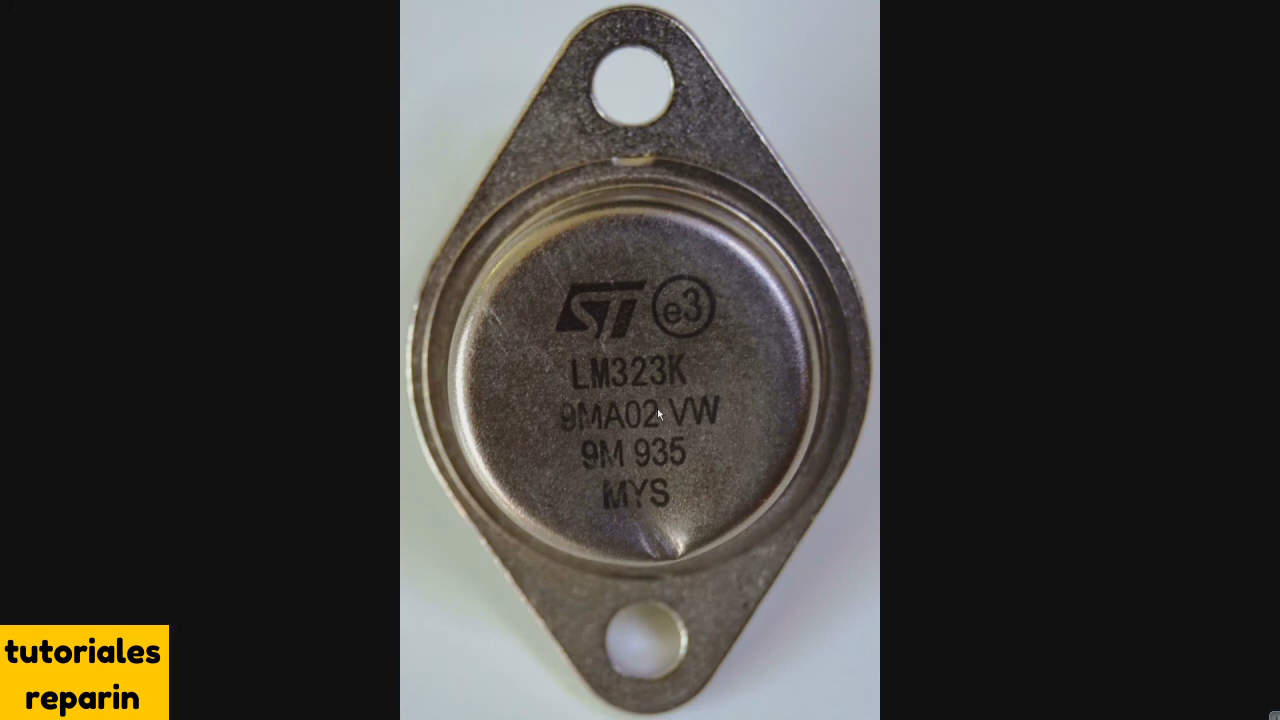 ST e3
LM323K
9MA02 VW
9M 935
MYS
tutoriales
reparin